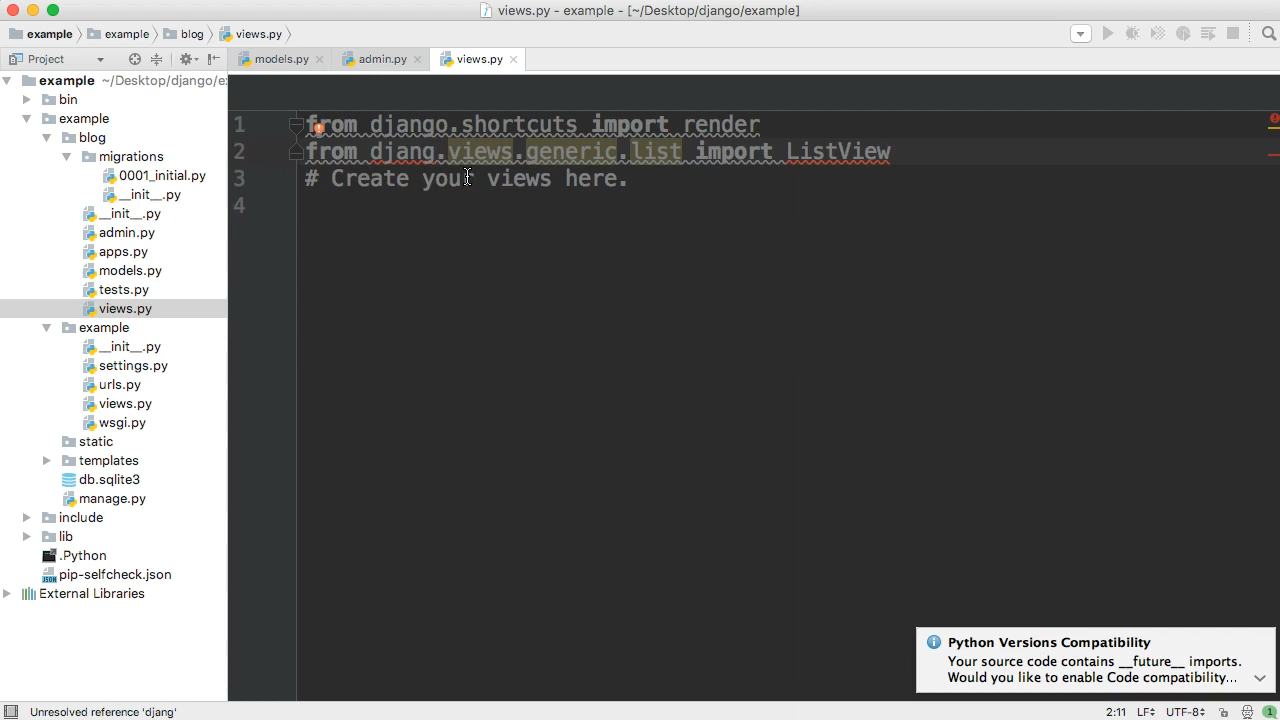 views.py - example - [~/Desktop/django/example]
example example blog views.py
Project models.py admin.py views.py
example ~/Desktop/django/e
bin
example
blog
migrations
0001_initial.py
__init__.py
__init__.py
admin.py
apps.py
models.py
tests.py
views.py
example
__init__.py
settings.py
urls.py
views.py
wsgi.py
static
templates
db.sqlite3
manage.py
include
lib
.Python
JSON pip-selfcheck.json
External Libraries
1 from django.shortcuts import render
2 from djang.views.generic.list import ListView
3 # Create your views here.
4
Python Versions Compatibility
Your source code contains __future__ imports.
Would you like to enable Code compatibility...
Unresolved reference 'djang' 2:11 LF UTF-8 1